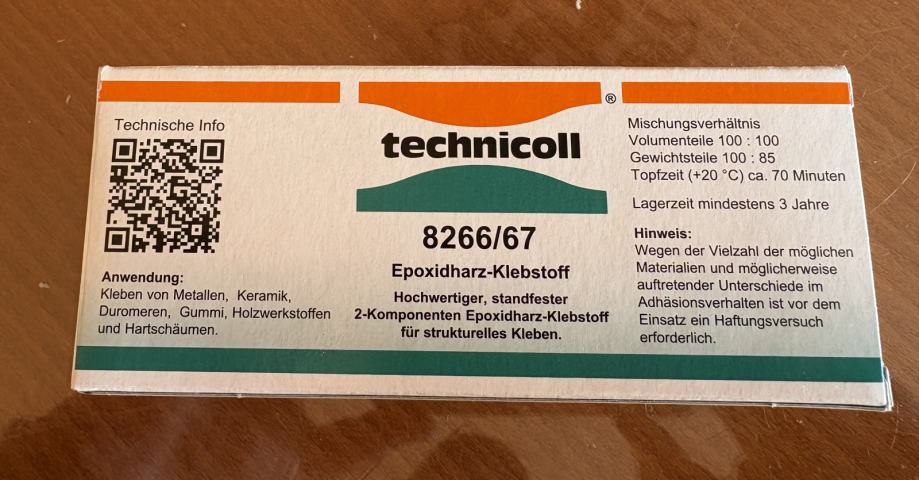 Technische Info
Anwendung:
Kleben von Metallen, Keramik,
Duromeren, Gummi, Holzwerkstoffen
und Hartschäumen.
®
technicoll
8266/67
Epoxidharz-Klebstoff
Hochwertiger, standfester
2-Komponenten Epoxidharz-Klebstoff
für strukturelles Kleben.
Mischungsverhältnis
Volumenteile 100 : 100
Gewichtsteile 100 : 85
Topfzeit (+20 °C) ca. 70 Minuten
Lagerzeit mindestens 3 Jahre
Hinweis:
Wegen der Vielzahl der möglichen
Materialien und möglicherweise
auftretender Unterschiede im
Adhäsionsverhalten ist vor dem
Einsatz ein Haftungsversuch
erforderlich.